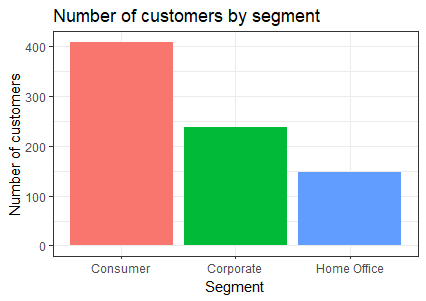 Number of customers by segment
Number of customers
400
300
200
100
0
Consumer Corporate Home Office
Segment